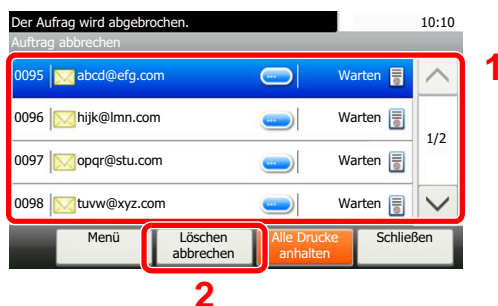 Der Aufrag wird abgebrochen. 10:10
Auftrag abbrechen
0095 abcd@efg.com Warten
0096 hijk@lmn.com Warten
0097 opqr@stu.com Warten
0098 tuvw@xyz.com Warten
1/2
1
Menü
Löschen
abbrechen
Alle Drucke
anhalten
Schließen
2